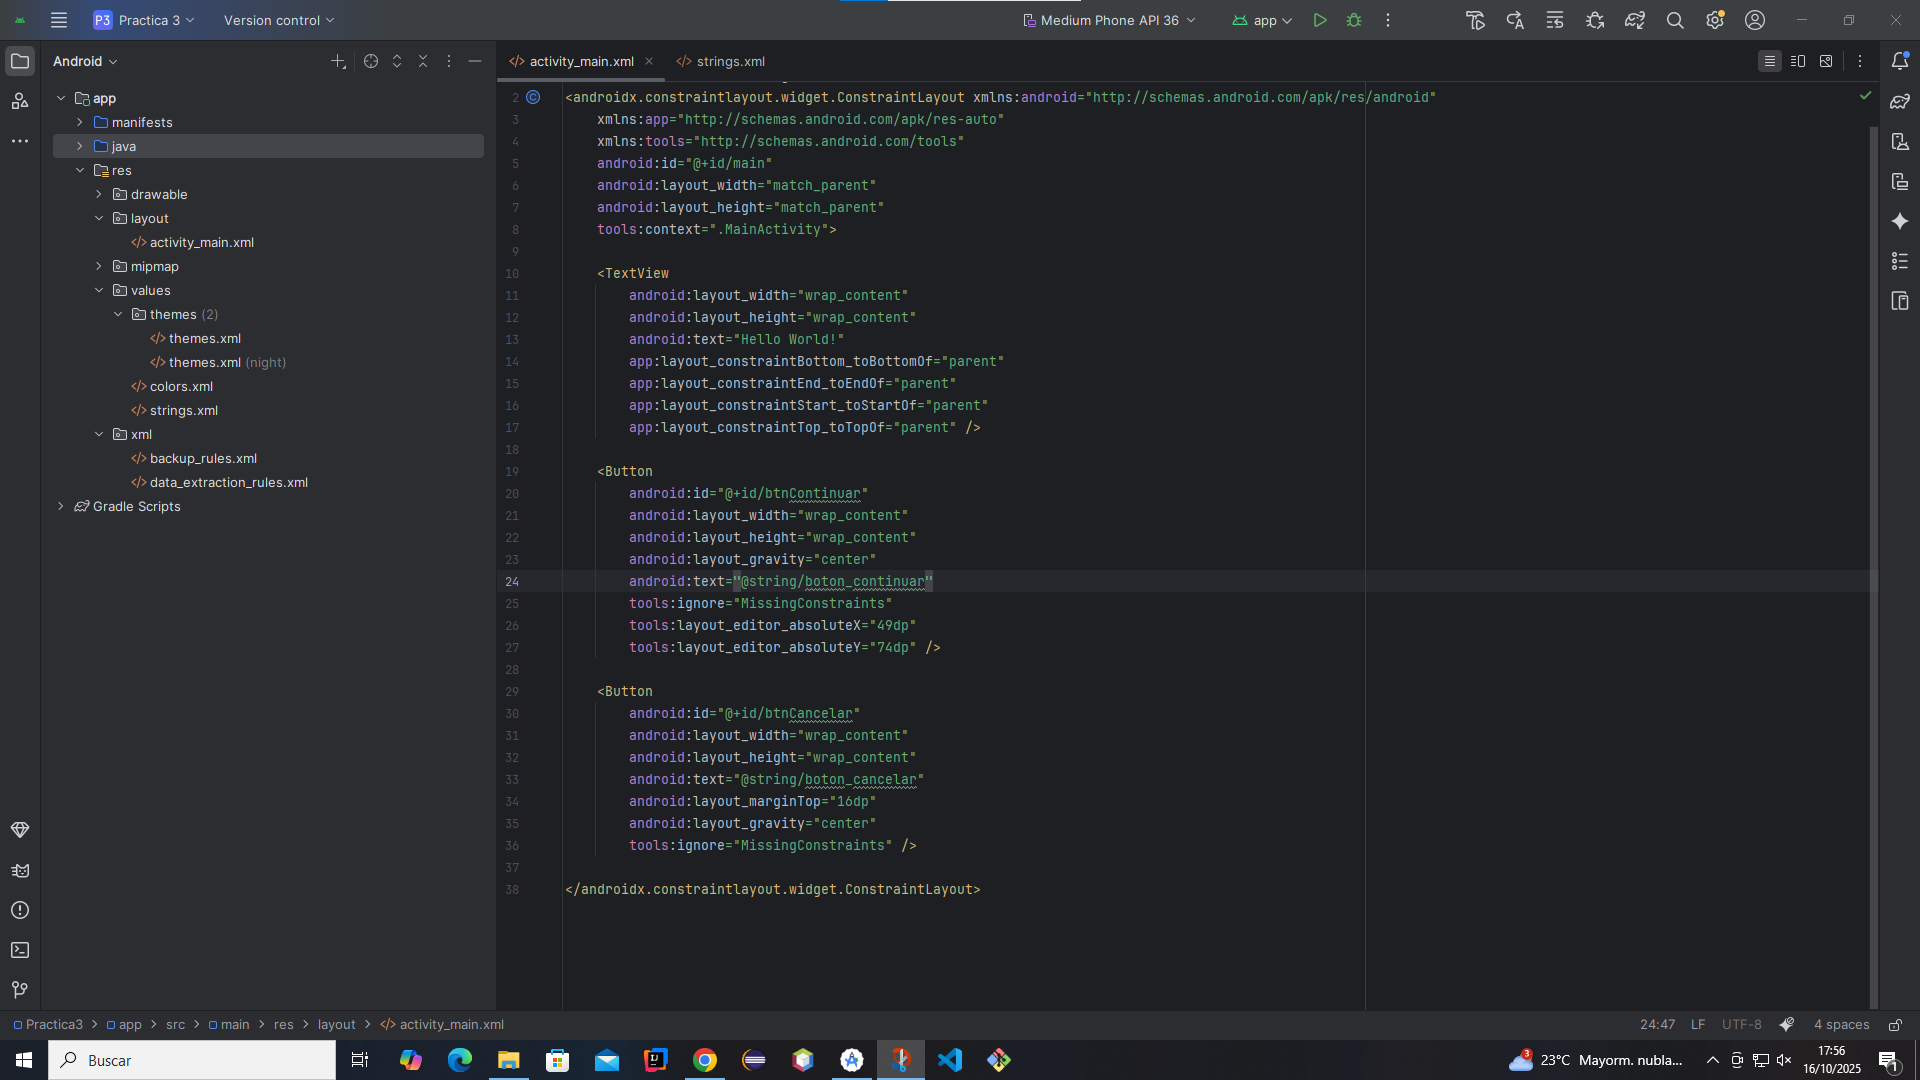 P3 Practica 3 Version control Medium Phone API 36 app
Android
app
manifests
java
res
drawable
layout
activity_main.xml
mipmap
values
themes (2)
themes.xml
themes.xml (night)
colors.xml
strings.xml
xml
backup_rules.xml
data_extraction_rules.xml
Gradle Scripts
activity_main.xml strings.xml
2 <androidx.constraintlayout.widget.ConstraintLayout xmlns:android="http://schemas.android.com/apk/res/android"
3 xmlns:app="http://schemas.android.com/apk/res-auto"
4 xmlns:tools="http://schemas.android.com/tools"
5 android:id="@+id/main"
6 android:layout_width="match_parent"
7 android:layout_height="match_parent"
8 tools:context=".MainActivity">
9
10 <TextView
11 android:layout_width="wrap_content"
12 android:layout_height="wrap_content"
13 android:text="Hello World!"
14 app:layout_constraintBottom_toBottomOf="parent"
15 app:layout_constraintEnd_toEndOf="parent"
16 app:layout_constraintStart_toStartOf="parent"
17 app:layout_constraintTop_toTopOf="parent" />
18
19 <Button
20 android:id="@+id/btnContinuar"
21 android:layout_width="wrap_content"
22 android:layout_height="wrap_content"
23 android:layout_gravity="center"
24 android:text="@string/boton_continuar"
25 tools:ignore="MissingConstraints"
26 tools:layout_editor_absoluteX="49dp"
27 tools:layout_editor_absoluteY="74dp" />
28
29 <Button
30 android:id="@+id/btnCancelar"
31 android:layout_width="wrap_content"
32 android:layout_height="wrap_content"
33 android:text="@string/boton_cancelar"
34 android:layout_marginTop="16dp"
35 android:layout_gravity="center"
36 tools:ignore="MissingConstraints" />
37
38 </androidx.constraintlayout.widget.ConstraintLayout>
Practica3 > app > src > main > res > layout > activity_main.xml 24:47 LF UTF-8 4 spaces
Buscar
3 23°C Mayorm. nubla...
17:56
16/10/2025
1